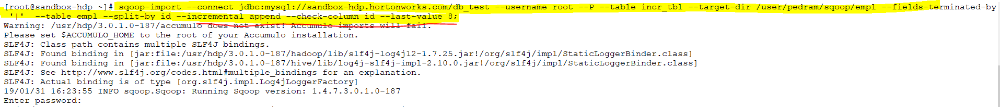 [root@sandbox-hdp ~]# sqoop-import --connect jdbc:mysql://sandbox-hdp.hortonworks.com/db_test --username root --P --table incr_tbl --target-dir /user/pedram/sqoop/empl --fields-terminated-by
'|'  --table empl --split-by id --incremental append --check-column id --last-value 8;
Warning: /usr/hdp/3.0.1.0-187/accumulo does not exist! Accumulo imports will fail.
Please set $ACCUMULO_HOME to the root of your Accumulo installation.
SLF4J: Class path contains multiple SLF4J bindings.
SLF4J: Found binding in [jar:file:/usr/hdp/3.0.1.0-187/hadoop/lib/slf4j-log4j12-1.7.25.jar!/org/slf4j/impl/StaticLoggerBinder.class]
SLF4J: Found binding in [jar:file:/usr/hdp/3.0.1.0-187/hive/lib/log4j-slf4j-impl-2.10.0.jar!/org/slf4j/impl/StaticLoggerBinder.class]
SLF4J: See http://www.slf4j.org/codes.html#multiple_bindings for an explanation.
SLF4J: Actual binding is of type [org.slf4j.impl.Log4jLoggerFactory]
19/01/31 16:23:55 INFO sqoop.Sqoop: Running Sqoop version: 1.4.7.3.0.1.0-187
Enter password: